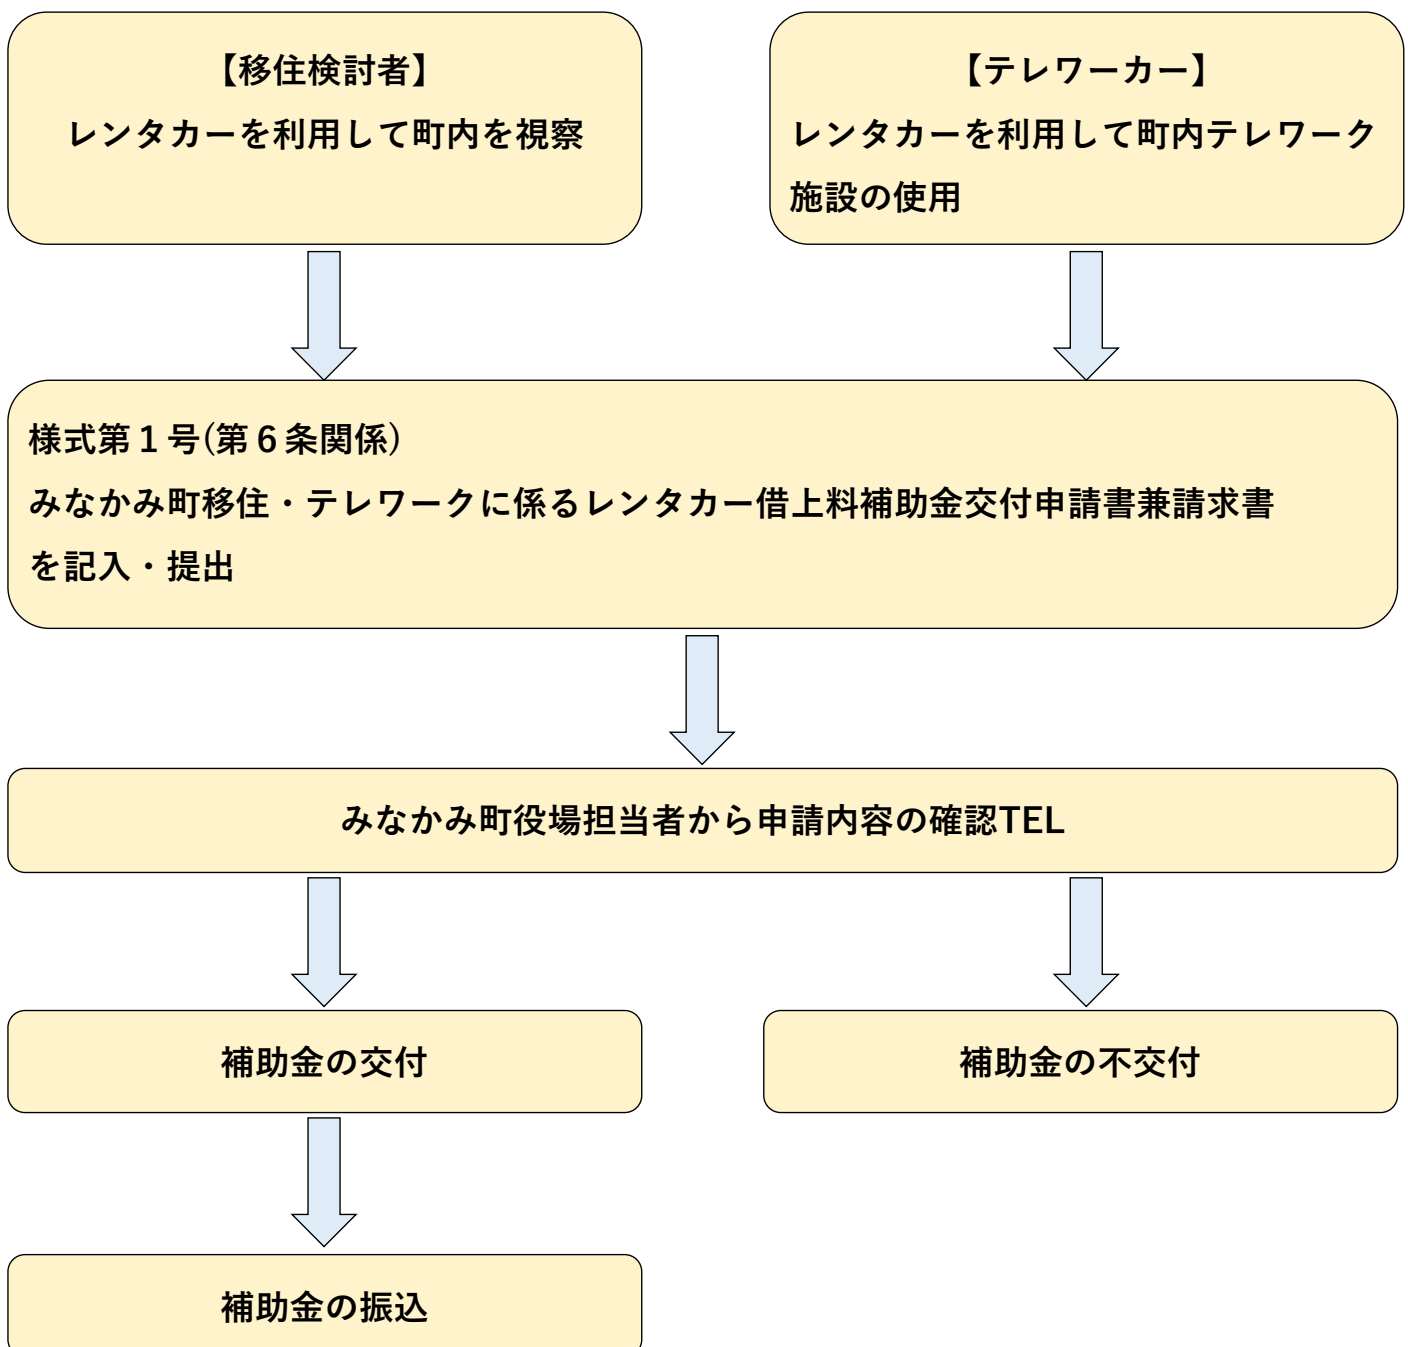 【移住検討者】
レンタカーを利用して町内を視察
【テレワーカー】
レンタカーを利用して町内テレワーク
施設の使用
様式第１号(第６条関係)
みなかみ町移住・テレワークに係るレンタカー借上料補助金交付申請書兼請求書
を記入・提出
みなかみ町役場担当者から申請内容の確認TEL
補助金の交付
補助金の不交付
補助金の振込